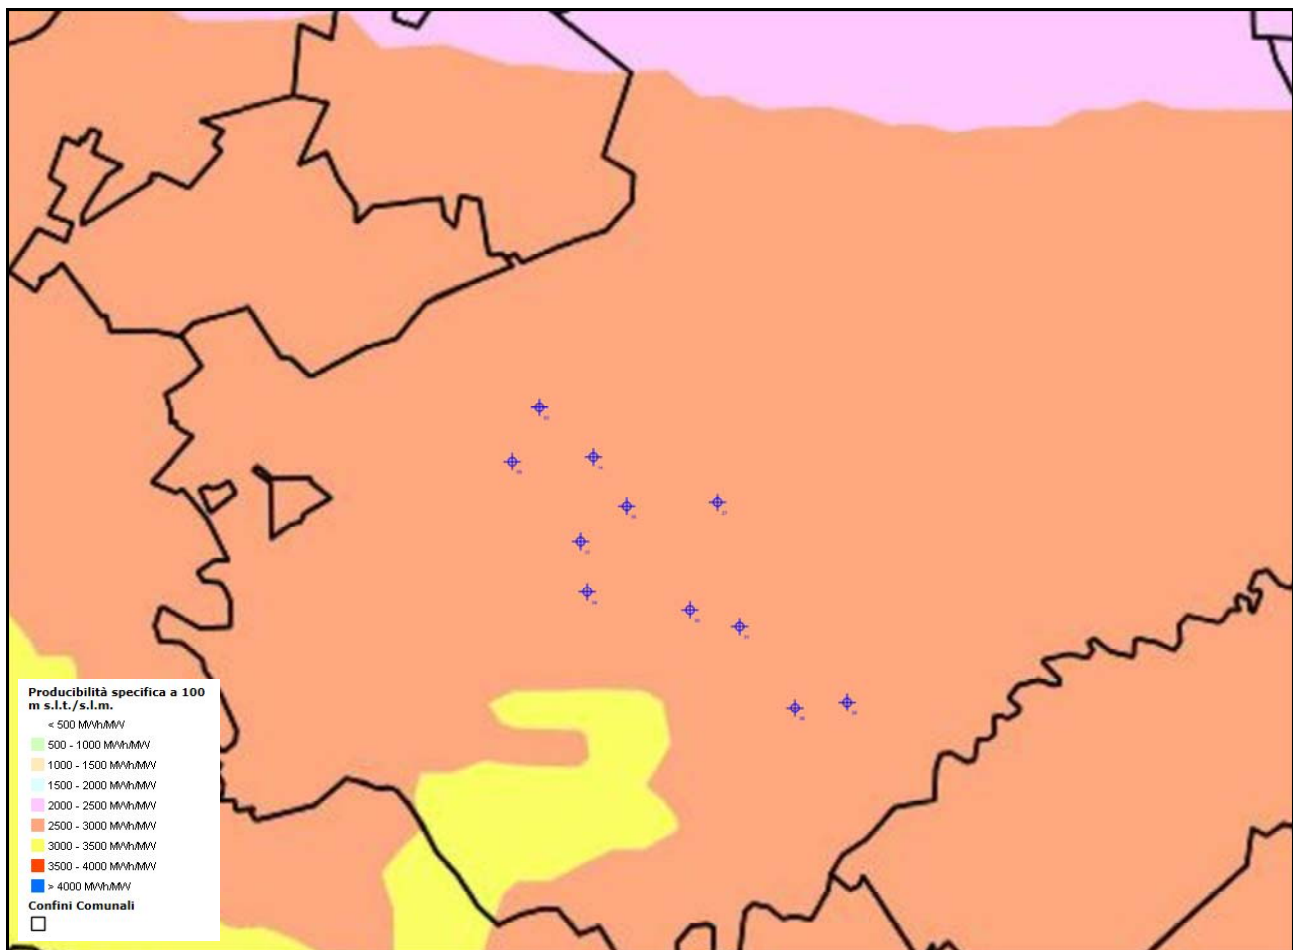 Producibilità specifica a 100
m s.l.t./s.l.m.
< 500 MWh/MW
500 - 1000 MWh/MW
1000 - 1500 MWh/MW
1500 - 2000 MWh/MW
2000 - 2500 MWh/MW
2500 - 3000 MWh/MW
3000 - 3500 MWh/MW
3500 - 4000 MWh/MW
> 4000 MWh/MW
Confini Comunali